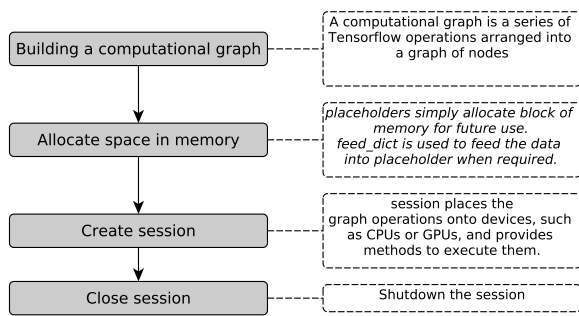 Building a computational graph
A computational graph is a series of
Tensorflow operations arranged into
a graph of nodes
Allocate space in memory
placeholders simply allocate block of
memory for future use.
feed_dict is used to feed the data
into placeholder when required.
Create session
session places the
graph operations onto devices, such
as CPUs or GPUs, and provides
methods to execute them.
Close session
Shutdown the session